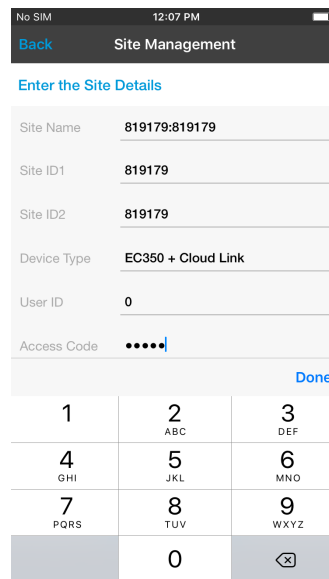 No SIM 12:07 PM
Back Site Management
Enter the Site Details
Site Name 819179:819179
Site ID1 819179
Site ID2 819179
Device Type EC350 + Cloud Link
User ID 0
Access Code •••••
Done
1 2 3
ABC DEF
4 5 6
GHI JKL MNO
7 8 9
PQRS TUV WXYZ
0